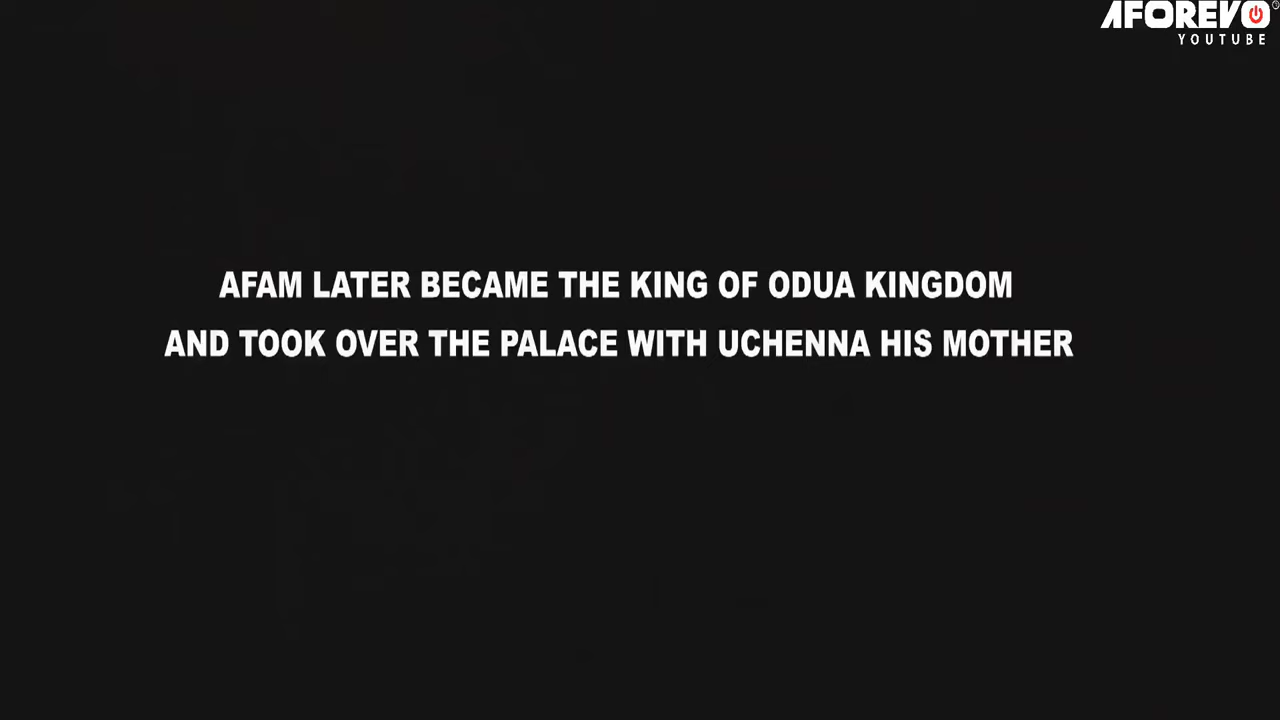 AFOREVO
YOUTUBE
AFAM LATER BECAME THE KING OF ODUA KINGDOM
AND TOOK OVER THE PALACE WITH UCHENNA HIS MOTHER